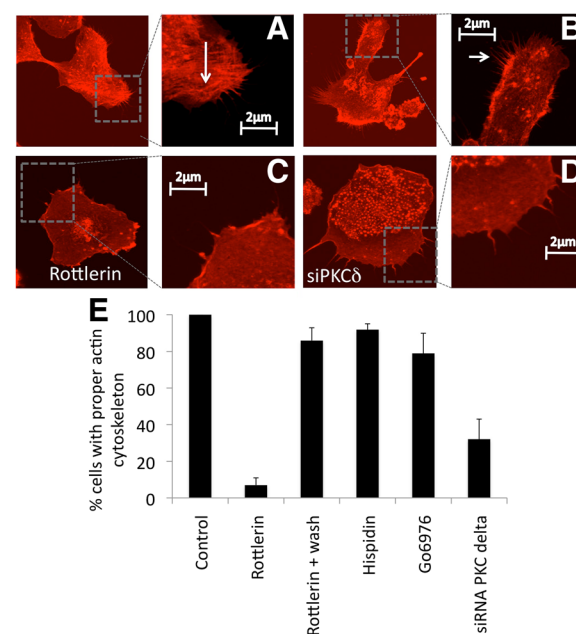 A
2μm
B
2μm
C
2μm
Rottlerin
D
2μm
siPKCδ
E
% cells with proper actin
cytoskeleton
100
80
60
40
20
0
Control
Rottlerin
Rottlerin + wash
Hispidin
Go6976
siRNA PKC delta